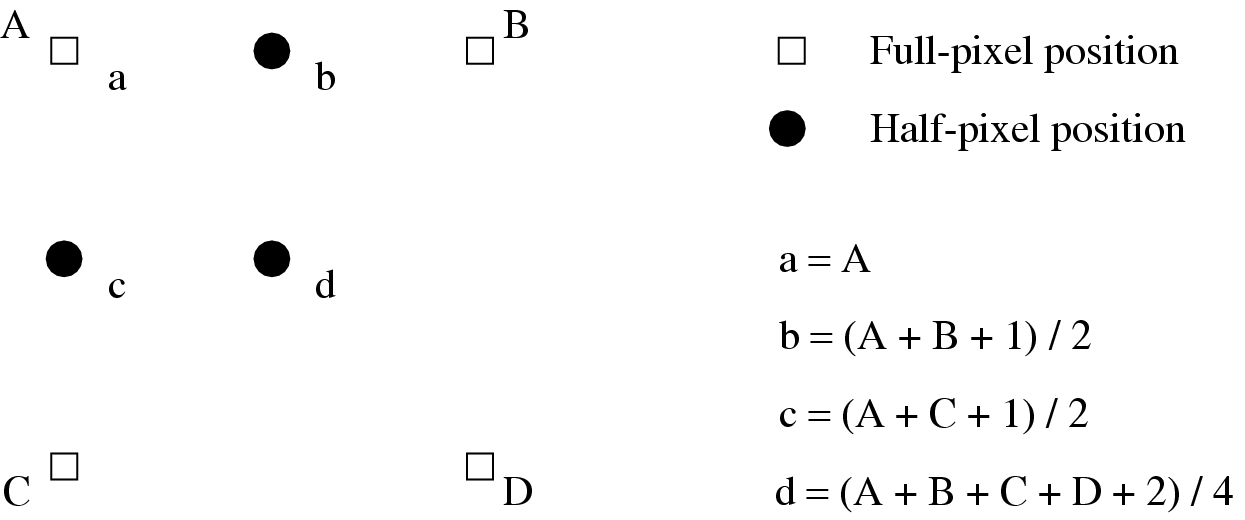 A
B
a
b
c
d
C
D
Full-pixel position
Half-pixel position
a = A
b = (A + B + 1) / 2
c = (A + C + 1) / 2
d = (A + B + C + D + 2) / 4